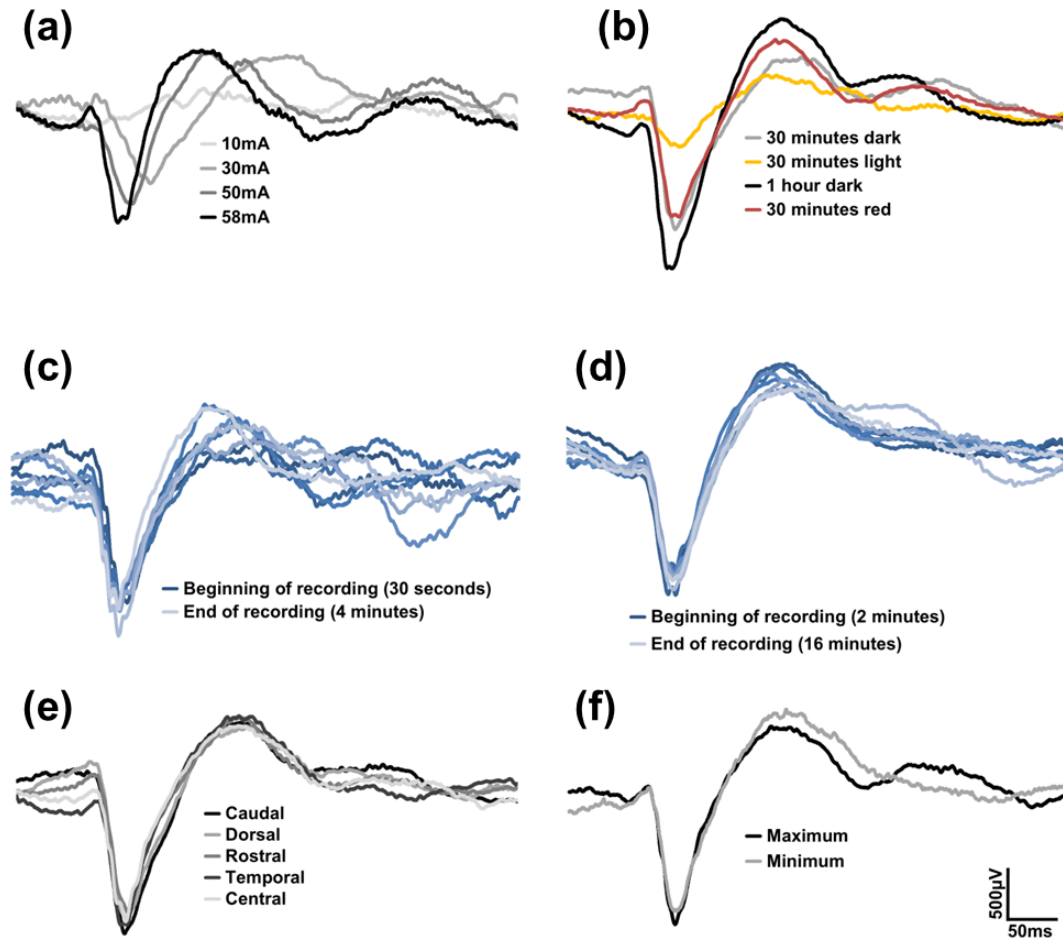 (a)
10mA
30mA
50mA
58mA
(b)
30 minutes dark
30 minutes light
1 hour dark
30 minutes red
(c)
Beginning of recording (30 seconds)
End of recording (4 minutes)
(d)
Beginning of recording (2 minutes)
End of recording (16 minutes)
(e)
Caudal
Dorsal
Rostral
Temporal
Central
(f)
Maximum
Minimum
500µV
50ms